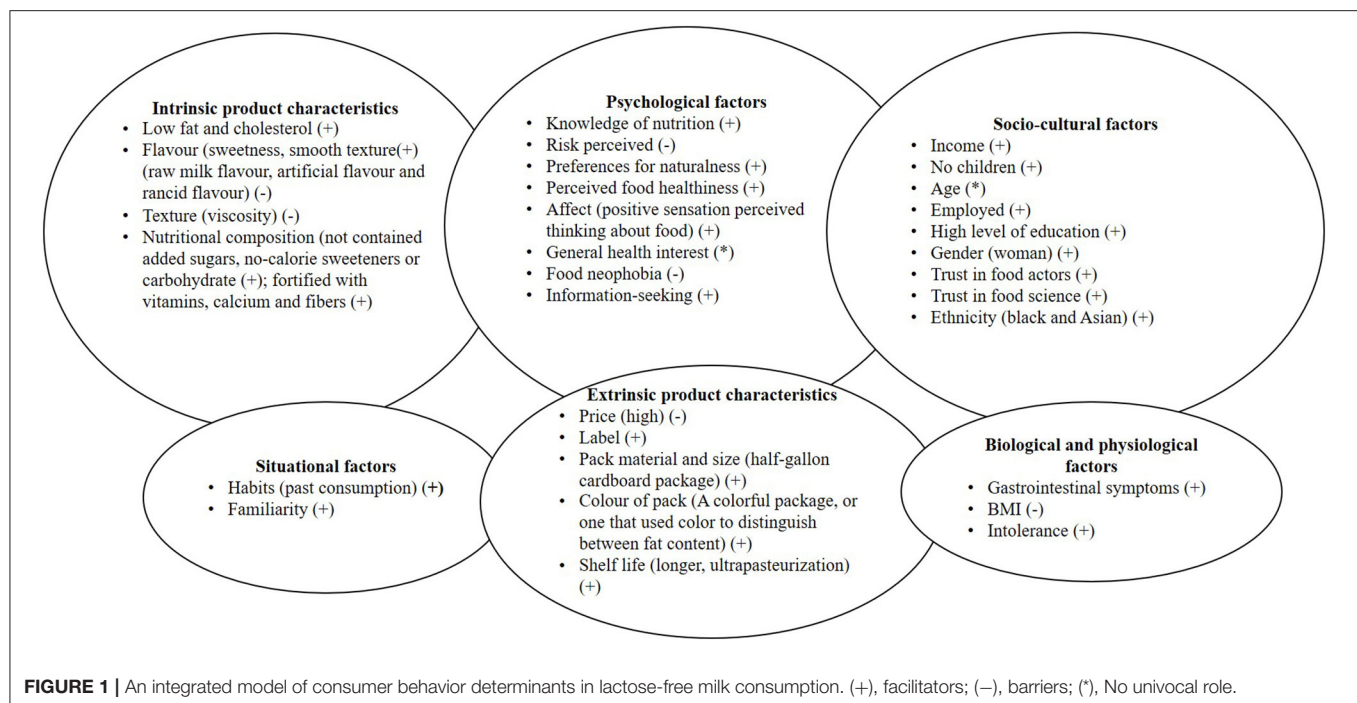 Intrinsic product characteristics
• Low fat and cholesterol (+)
• Flavour (sweetness, smooth texture(+)
(raw milk flavour, artificial flavour and
rancid flavour) (-)
• Texture (viscosity) (-)
• Nutritional composition (not contained
added sugars, no-calorie sweeteners or
carbohydrate (+); fortified with
vitamins, calcium and fibers (+)
Psychological factors
• Knowledge of nutrition (+)
• Risk perceived (-)
• Preferences for naturalness (+)
• Perceived food healthiness (+)
• Affect (positive sensation perceived
thinking about food) (+)
• General health interest (*)
• Food neophobia (-)
• Information-seeking (+)
Socio-cultural factors
• Income (+)
• No children (+)
• Age (*)
• Employed (+)
• High level of education (+)
• Gender (woman) (+)
• Trust in food actors (+)
• Trust in food science (+)
• Ethnicity (black and Asian) (+)
Situational factors
• Habits (past consumption) (+)
• Familiarity (+)
Extrinsic product characteristics
• Price (high) (-)
• Label (+)
• Pack material and size (half-gallon
cardboard package) (+)
• Colour of pack (A colorful package, or
one that used color to distinguish
between fat content) (+)
• Shelf life (longer, ultrapasteurization)
(+)
Biological and physiological
factors
• Gastrointestinal symptoms (+)
• BMI (-)
• Intolerance (+)
FIGURE 1 | An integrated model of consumer behavior determinants in lactose-free milk consumption. (+), facilitators; (−), barriers; (*), No univocal role.